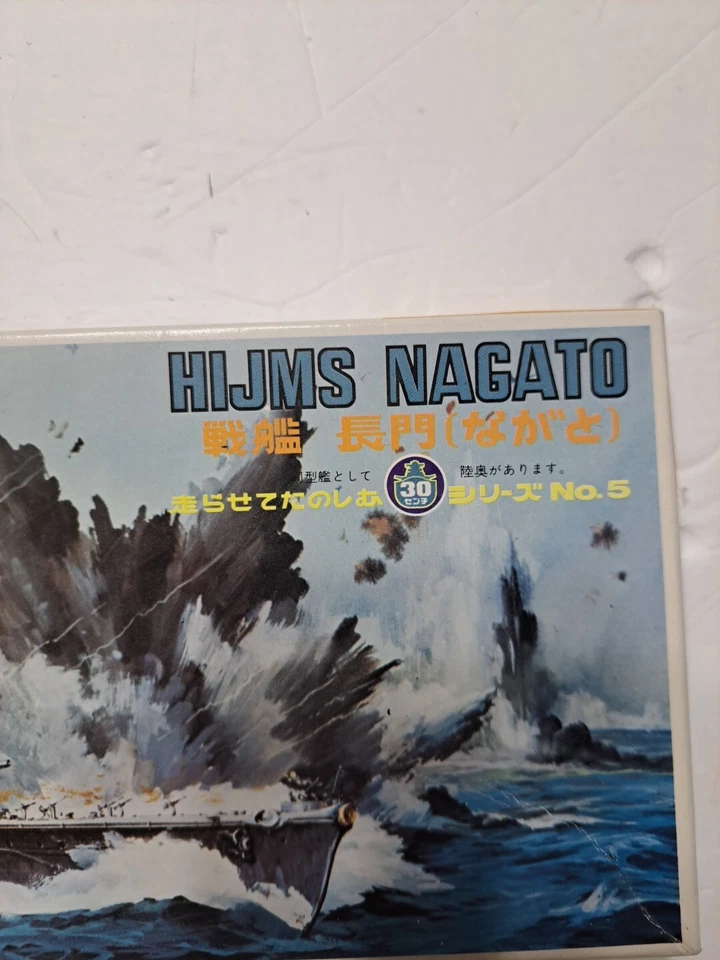 HIJMS NAGATO
戦艦 長門(ながと)
同型艦として 陸奥があります。
走らせてたのしむ 30 センチ シリーズ No.5